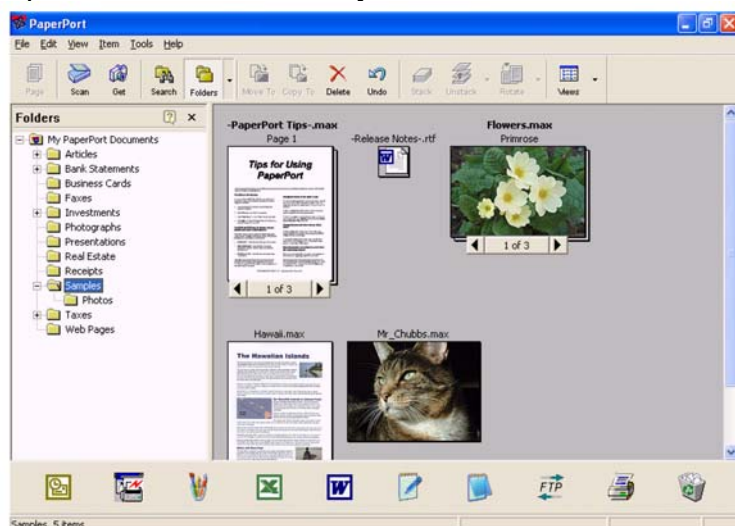 PaperPort
File Edit View Item Tools Help
Page Scan Get Search Folders Move To Copy To Delete Undo Stack Unstack Rotate Views
Folders
My PaperPort Documents
Articles
Bank Statements
Business Cards
Faxes
Investments
Photographs
Presentations
Real Estate
Receipts
Samples
Photos
Taxes
Web Pages
-PaperPort Tips-.max
Page 1
Tips for Using
PaperPort
1 of 3
-Release Notes-.rtf
Flowers.max
Primrose
1 of 3
Hawaii.max
The Hawaiian Islands
Mr_Chubbs.max
FTP
Samples, 5 items